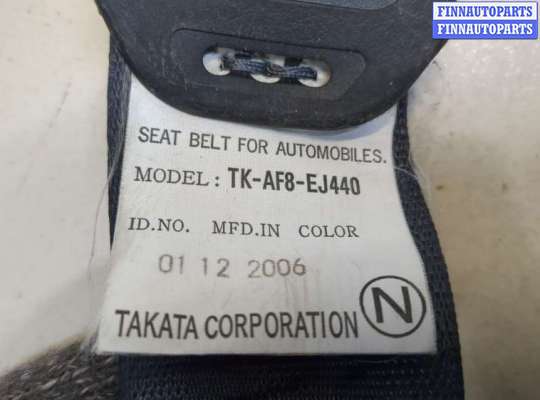 FINNAUTOPARTS
FINNAUTOPARTS
SEAT BELT FOR AUTOMOBILES.
MODEL : TK-AF8-EJ440
ID.NO. MFD.IN COLOR
01 12 2006
TAKATA CORPORATION N